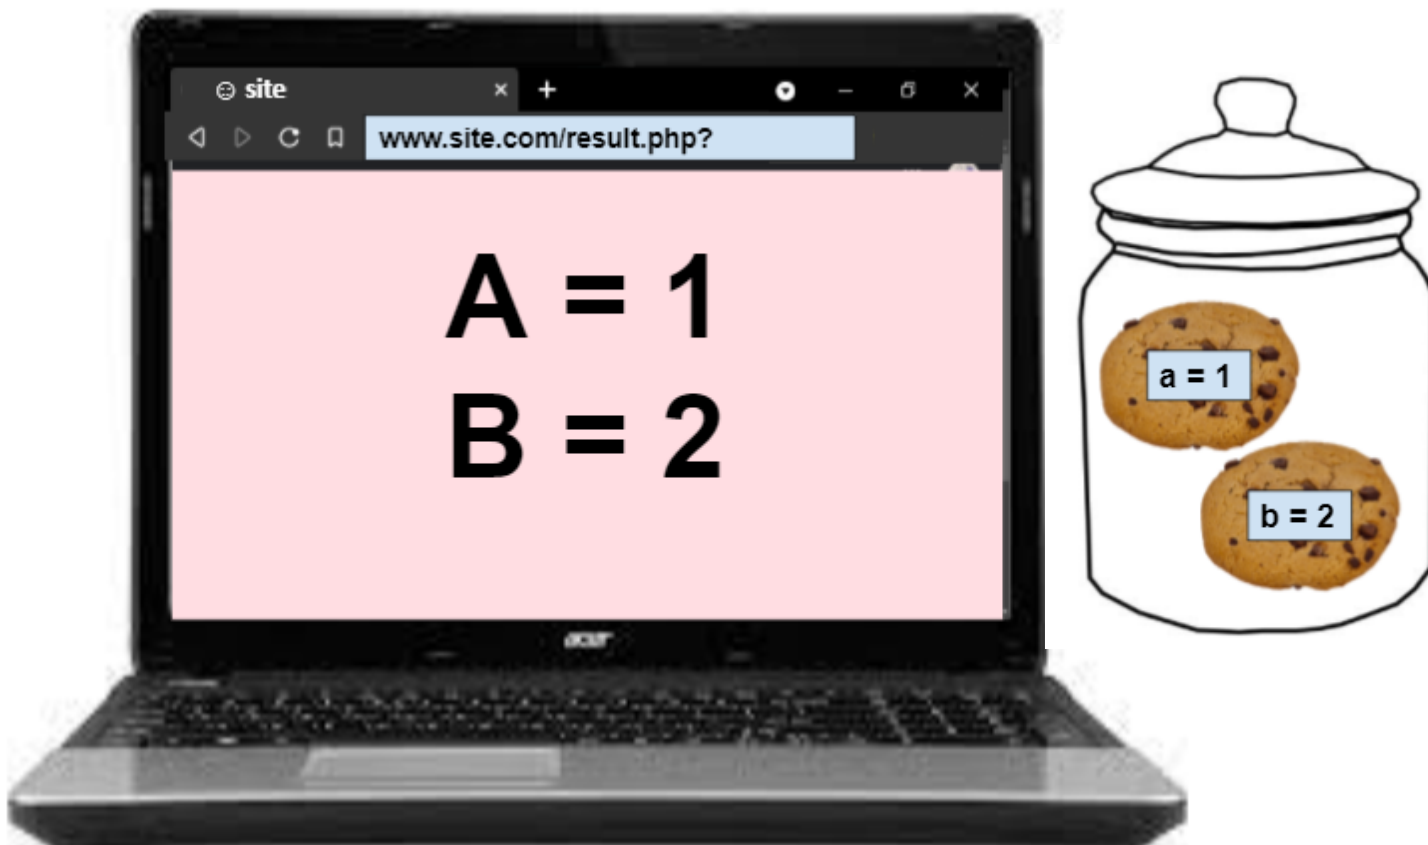 site
www.site.com/result.php?
A = 1
B = 2
a = 1
b = 2
acer